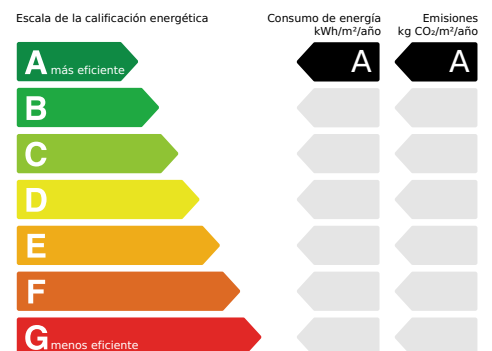 Escala de la calificación energética
Consumo de energía
kWh/m²/año
Emisiones
kg CO₂/m²/año
A más eficiente
A
A
B
C
D
E
F
G menos eficiente